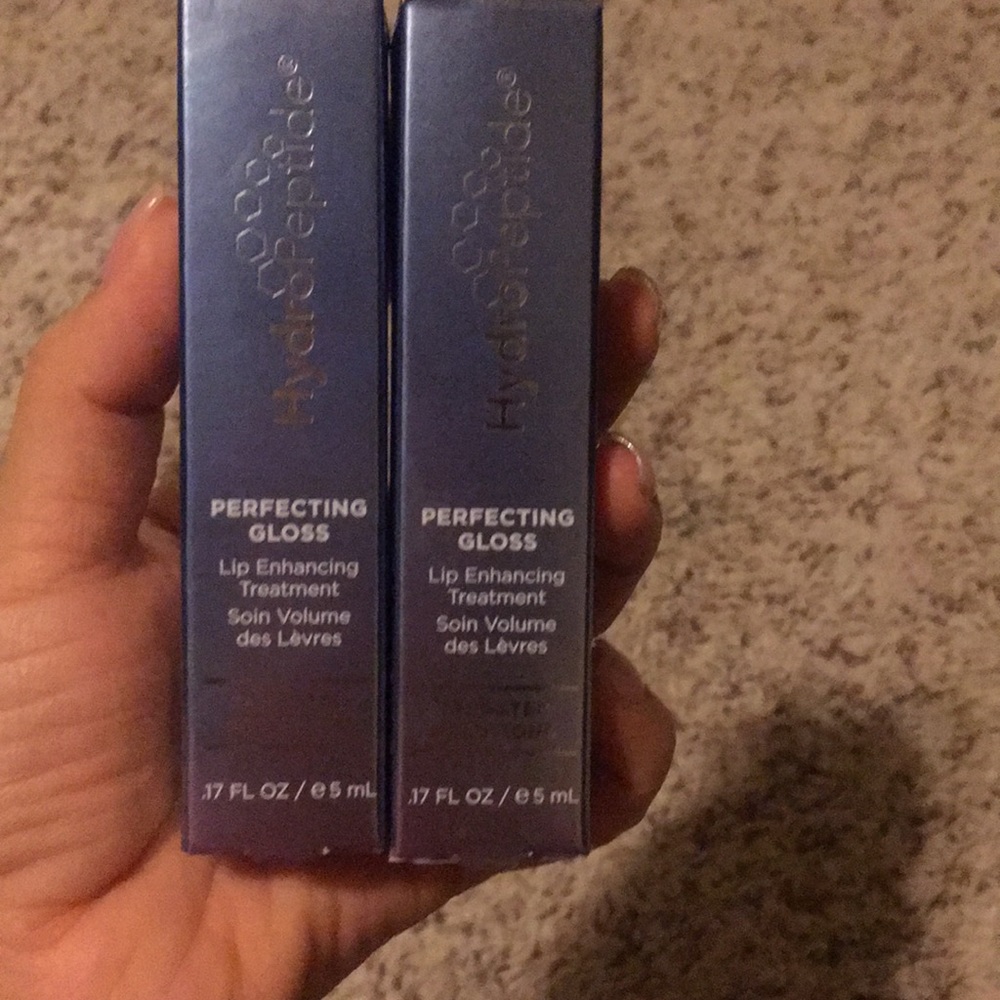 HydroPeptide®
PERFECTING
GLOSS
Lip Enhancing
Treatment
Soin Volume
des Lèvres
.17 FL OZ / ℮ 5 mL
HydroPeptide®
PERFECTING
GLOSS
Lip Enhancing
Treatment
Soin Volume
des Lèvres
.17 FL OZ / ℮ 5 mL